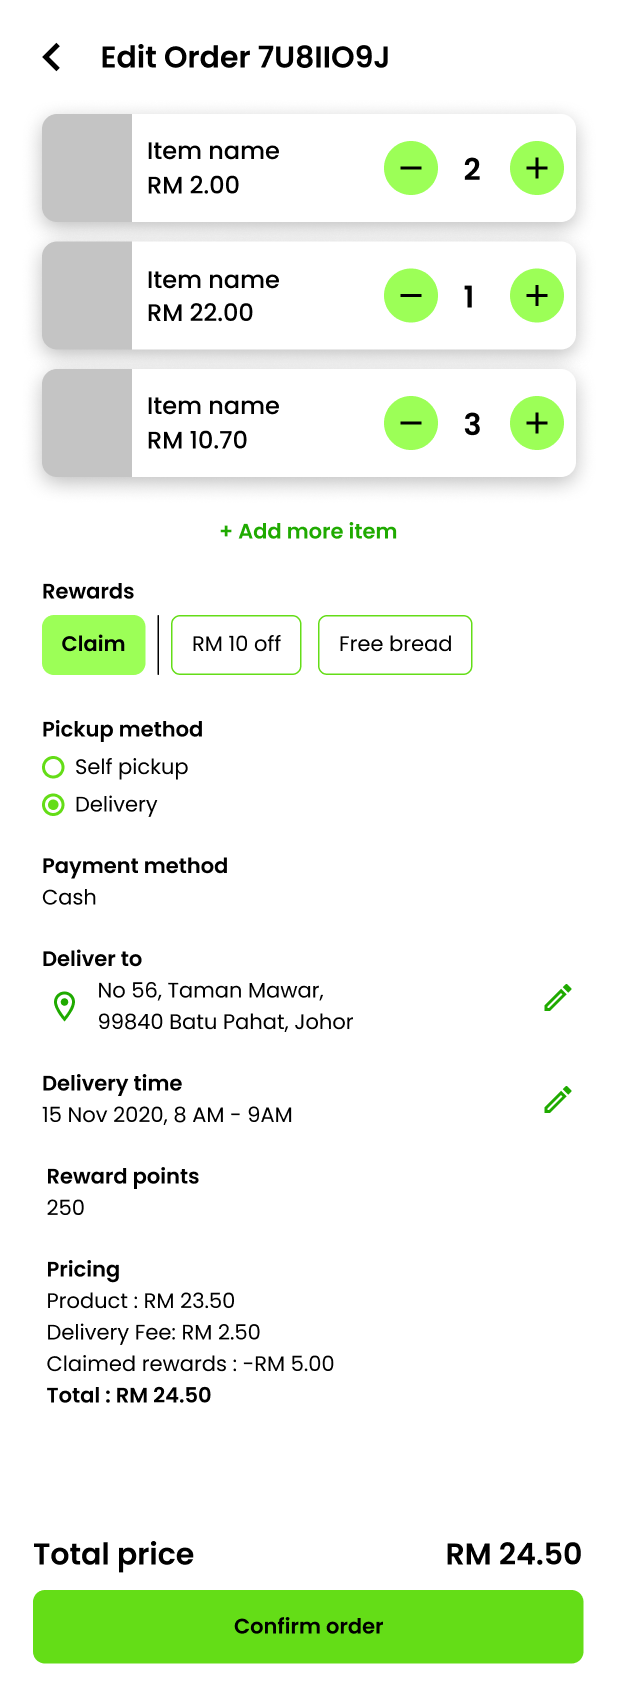 Edit Order 7U8IIO9J
Item name
RM 2.00
2
Item name
RM 22.00
1
Item name
RM 10.70
3
+ Add more item
Rewards
Claim
RM 10 off
Free bread
Pickup method
Self pickup
Delivery
Payment method
Cash
Deliver to
No 56, Taman Mawar,
99840 Batu Pahat, Johor
Delivery time
15 Nov 2020, 8 AM - 9AM
Reward points
250
Pricing
Product : RM 23.50
Delivery Fee: RM 2.50
Claimed rewards : -RM 5.00
Total : RM 24.50
Total price RM 24.50
Confirm order